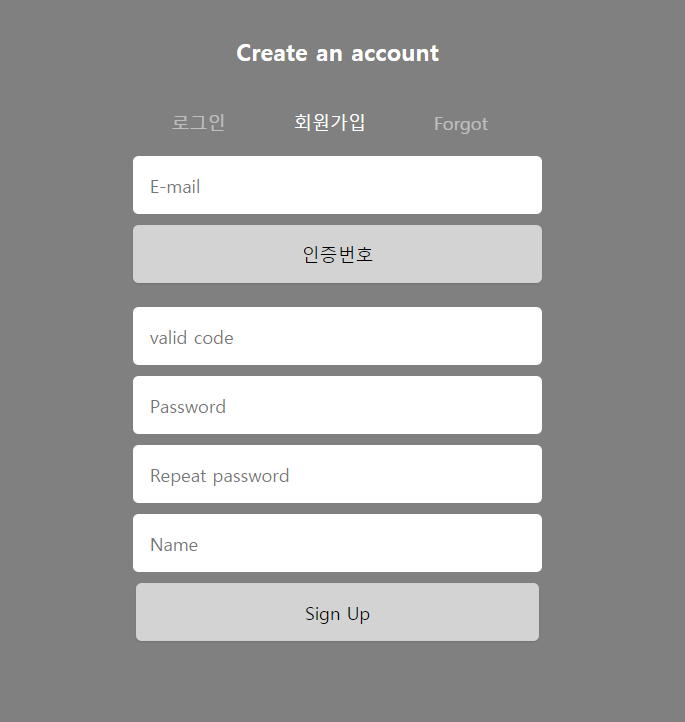 Create an account
로그인 회원가입 Forgot
E-mail
인증번호
valid code
Password
Repeat password
Name
Sign Up